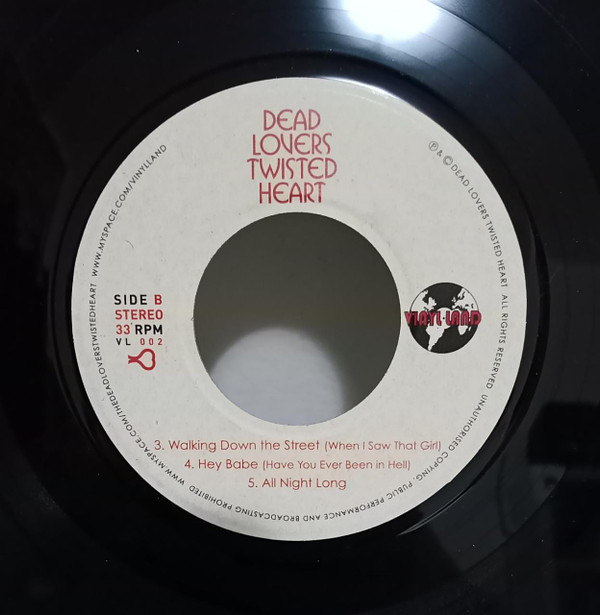 DEAD
LOVERS
TWISTED
HEART
SIDE B
STEREO
33 RPM
VL 002
VINYL·LAND
3. Walking Down the Street (When I Saw That Girl)
4. Hey Babe (Have You Ever Been in Hell)
5. All Night Long
℗ & © DEAD LOVERS TWISTED HEART ALL RIGHTS RESERVED UNAUTHORISED COPYING, PUBLIC PERFORMANCE AND BROADCASTING PROHIBITED WWW.MYSPACE.COM/THEDEADLOVERSTWISTEDHEART WWW.MYSPACE.COM/VINYLLAND